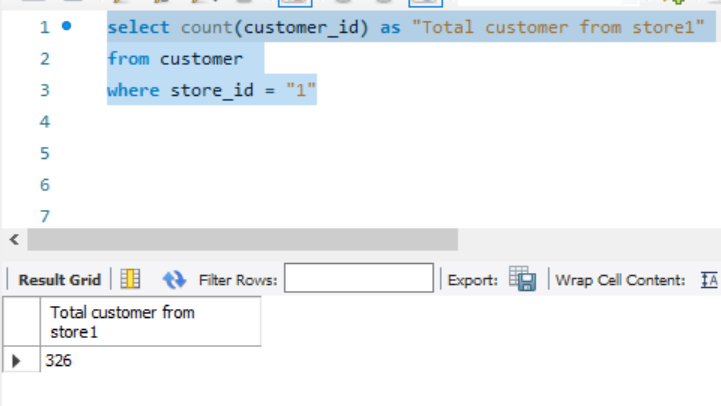 1 select count(customer_id) as "Total customer from store1"
2 from customer
3 where store_id = "1"
4
5
6
7
Result Grid Filter Rows: Export: Wrap Cell Content: IA
Total customer from
store1
326